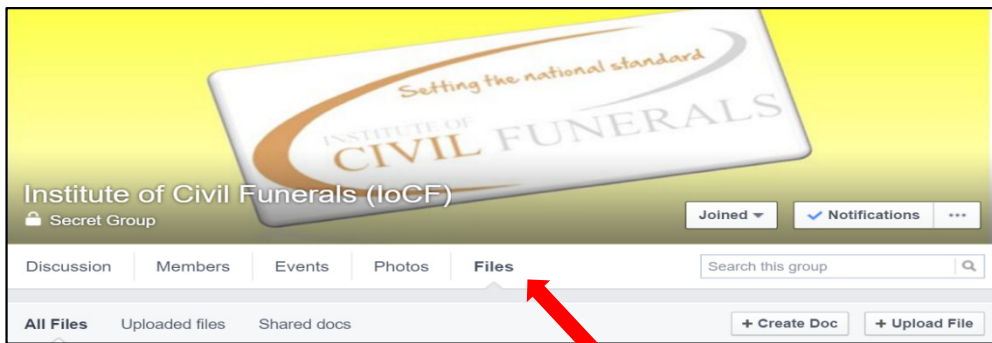 Setting the national standard
INSTITUTE OF
CIVIL FUNERALS
Institute of Civil Funerals (IoCF)
Secret Group
Joined
Notifications
Discussion Members Events Photos Files
Search this group
All Files Uploaded files Shared docs
+ Create Doc + Upload File